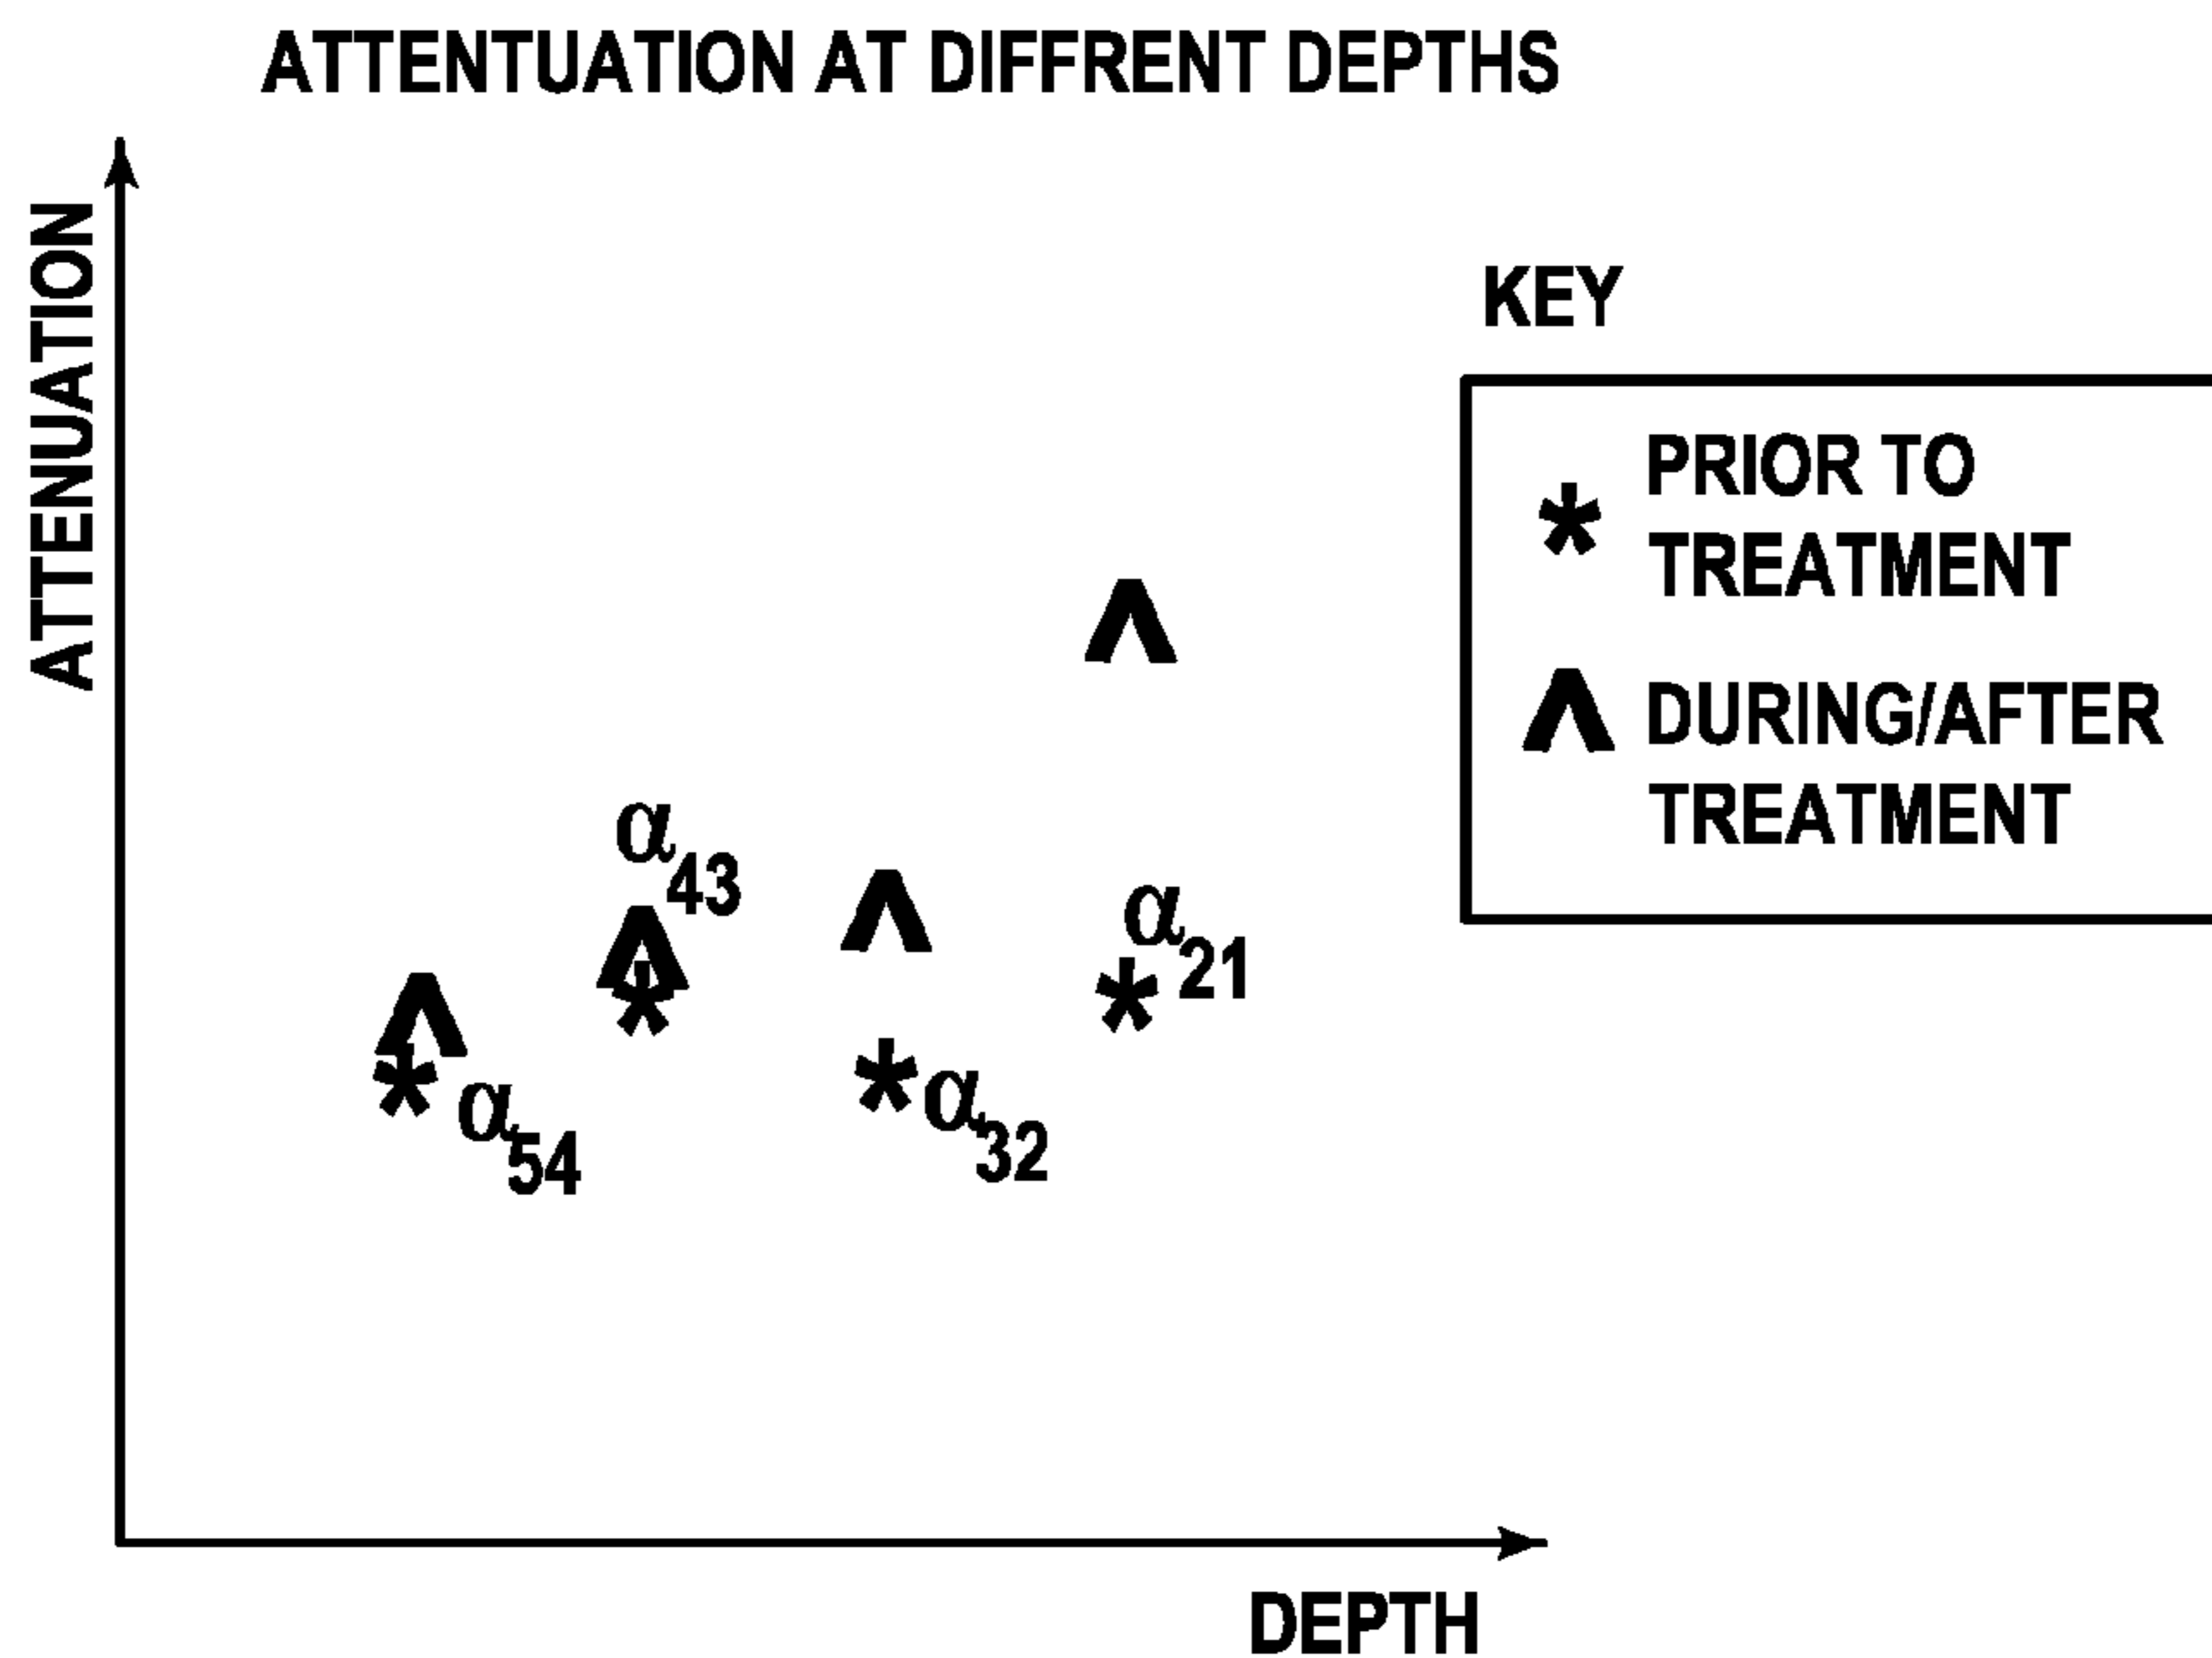 ATTENTUATION AT DIFFRENT DEPTHS
ATTENUATION
KEY
* PRIOR TO
TREATMENT
^ DURING/AFTER
TREATMENT
α43
α21
α54
α32
DEPTH